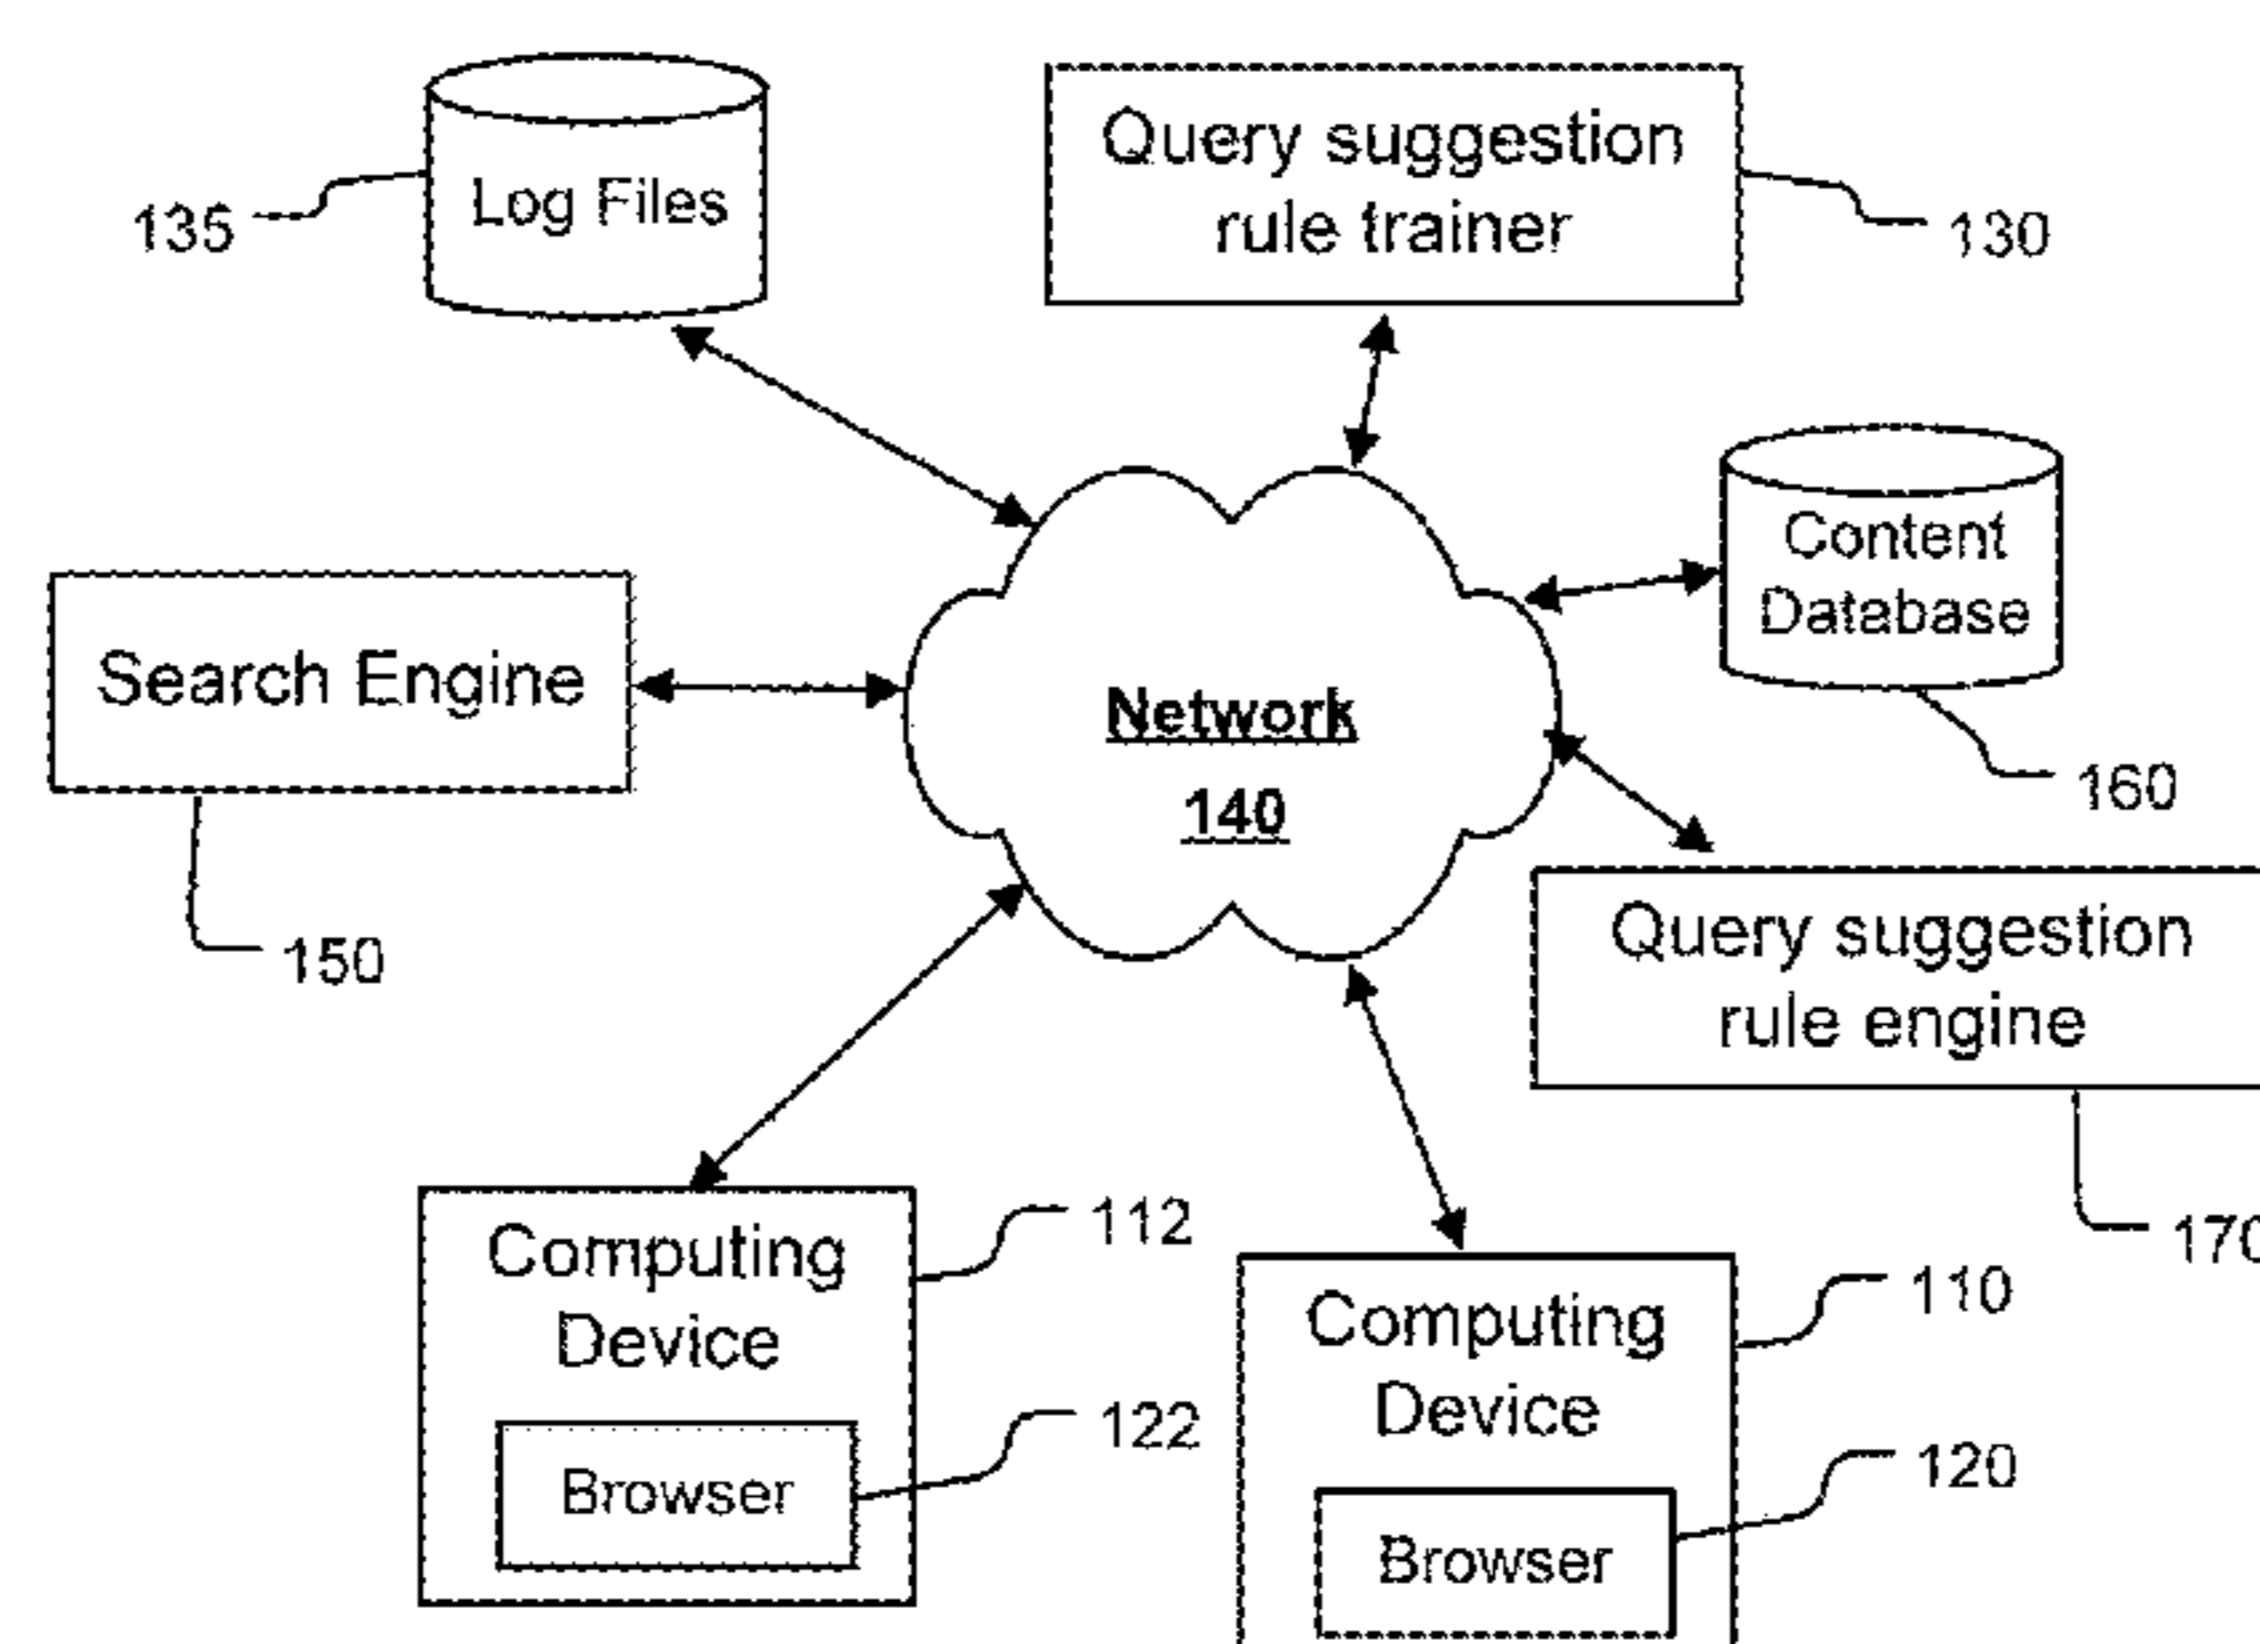 Log Files
135
Query suggestion
rule trainer
130
Content
Database
160
Search Engine
150
Network
140
Query suggestion
rule engine
170
Computing
Device
112
Browser
122
Computing
Device
110
Browser
120